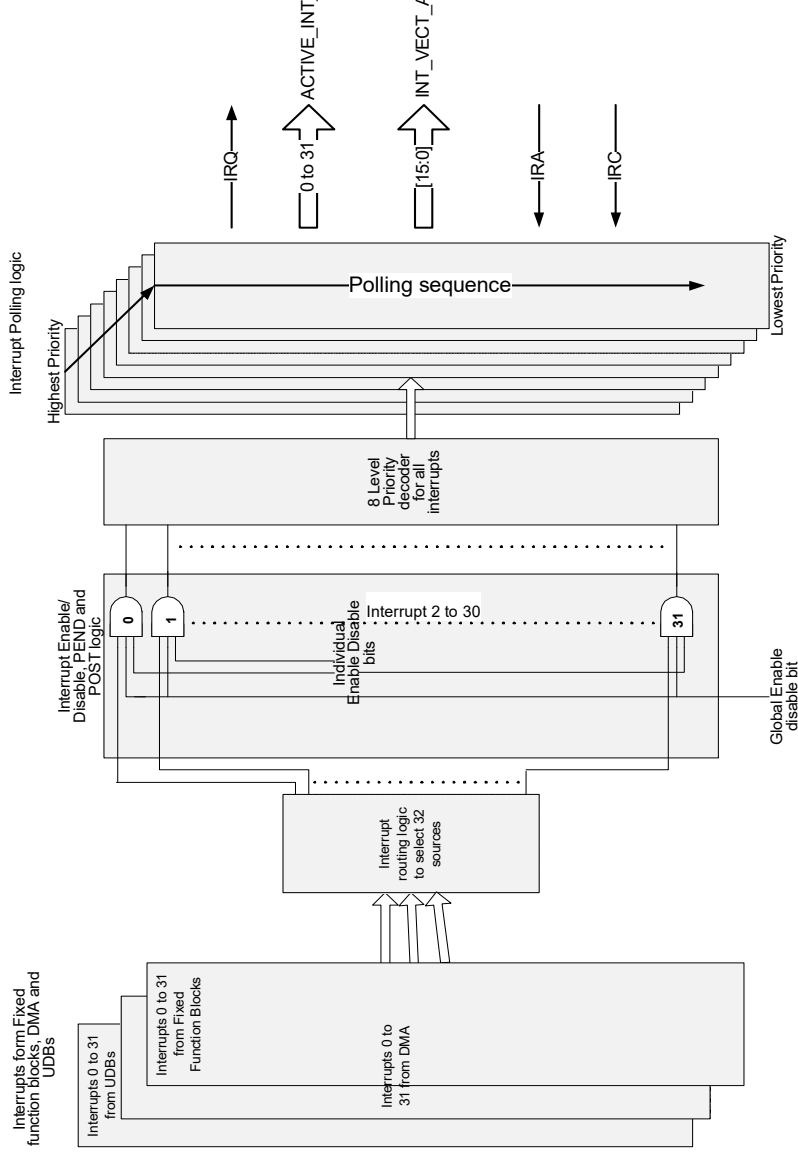 Interrupts form Fixed
function blocks, DMA and
UDBs
Interrupts 0 to 31
from UDBs
Interrupts 0 to 31
from Fixed
Function Blocks
Interrupts 0 to
31 from DMA
Interrupt
routing logic
to select 32
sources
Interrupt Enable/
Disable, PEND and
POST logic
0
1
Interrupt 2 to 30
31
Individual
Enable Disable
bits
Global Enable
disable bit
8 Level
Priority
decoder
for all
interrupts
Interrupt Polling logic
Highest Priority
Polling sequence
Lowest Priority
IRQ
0 to 31
ACTIVE_INT_
[15:0]
INT_VECT_A
IRA
IRC